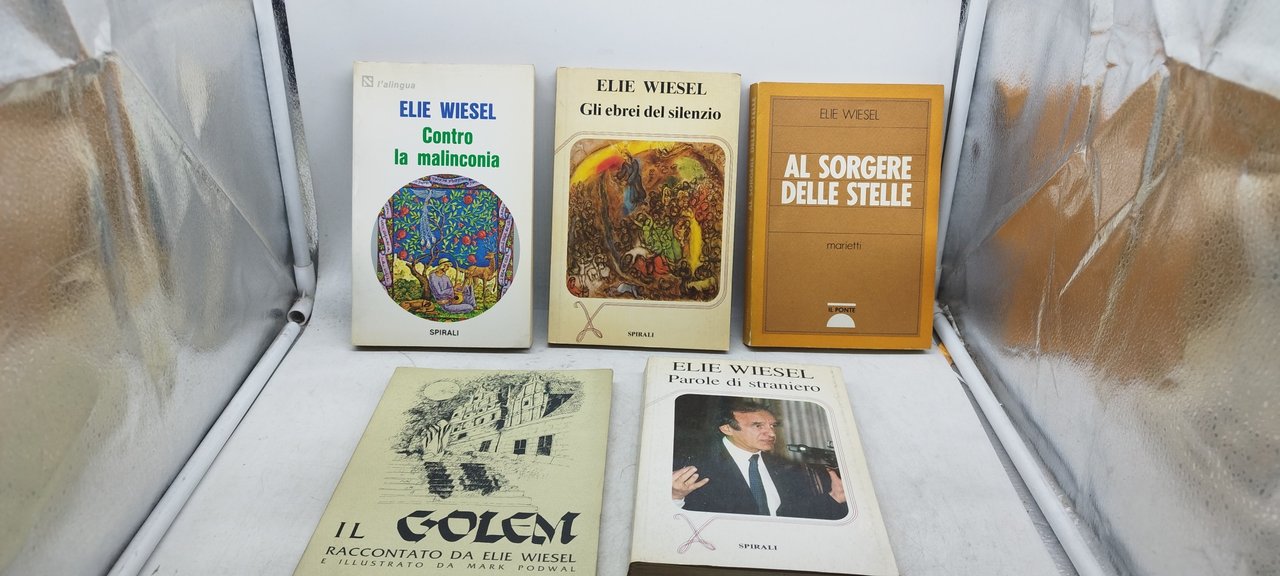 l'alingua
ELIE WIESEL
Contro
la malinconia
SPIRALI
ELIE WIESEL
Gli ebrei del silenzio
SPIRALI
ELIE WIESEL
AL SORGERE
DELLE STELLE
marietti
IL PONTE
IL GOLEM
RACCONTATO DA ELIE WIESEL
E ILLUSTRATO DA MARK PODWAL
ELIE WIESEL
Parole di straniero
SPIRALI